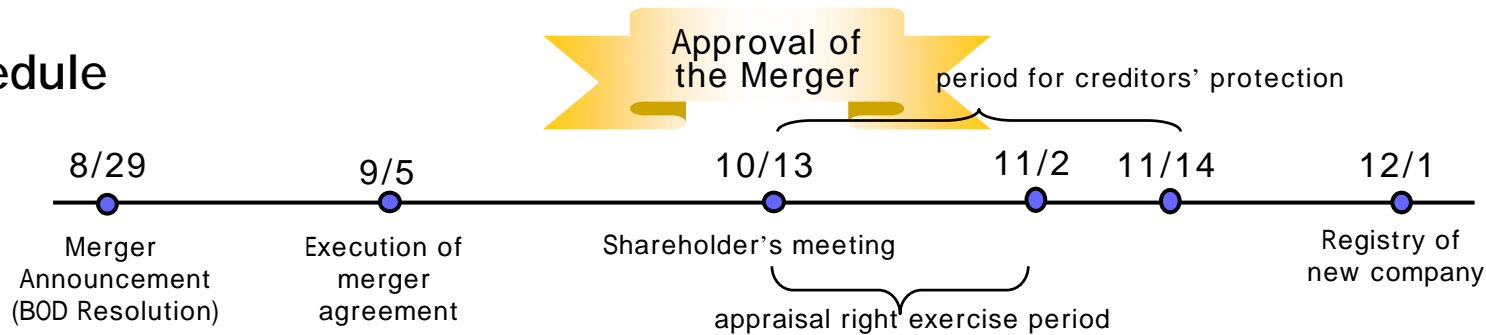 edule
Approval of
the Merger
period for creditors’ protection
8/29
9/5
10/13
11/2
11/14
12/1
Merger
Announcement
(BOD Resolution)
Execution of
merger
agreement
Shareholder’s meeting
Registry of
new company
appraisal right exercise period